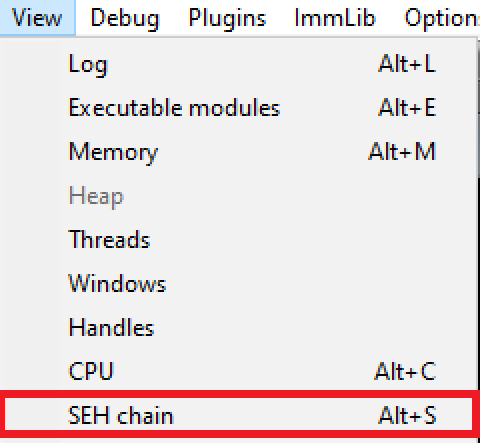 View Debug Plugins ImmLib Option
Log Alt+L
Executable modules Alt+E
Memory Alt+M
Heap
Threads
Windows
Handles
CPU Alt+C
SEH chain Alt+S